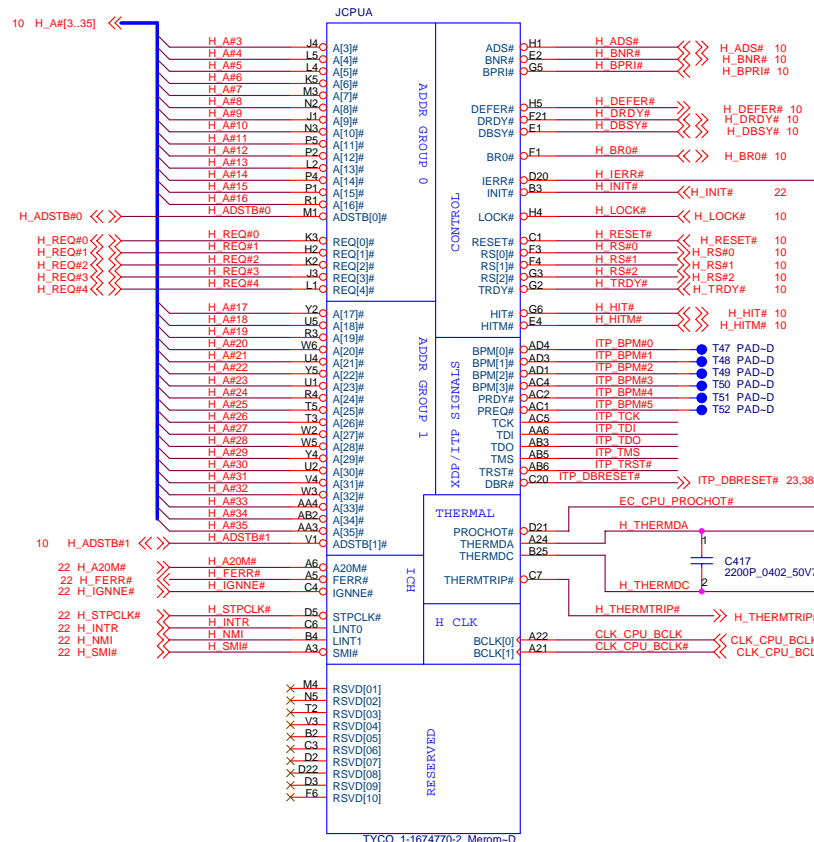 JCPUA
10 H_A#[3..35]
H_A#3 J4 A[3]#
H_A#4 L5 A[4]#
H_A#5 L4 A[5]#
H_A#6 K5 A[6]#
H_A#7 M3 A[7]#
H_A#8 N2 A[8]#
H_A#9 J1 A[9]#
H_A#10 N3 A[10]#
H_A#11 P5 A[11]#
H_A#12 P2 A[12]#
H_A#13 L2 A[13]#
H_A#14 P4 A[14]#
H_A#15 P1 A[15]#
H_A#16 R1 A[16]#
H_ADSTB#0 H_ADSTB#0 M1 ADSTB[0]#
ADDR GROUP 0
H_REQ#0 H_REQ#0 K3 REQ[0]#
H_REQ#1 H_REQ#1 H2 REQ[1]#
H_REQ#2 H_REQ#2 K2 REQ[2]#
H_REQ#3 H_REQ#3 J3 REQ[3]#
H_REQ#4 H_REQ#4 L1 REQ[4]#
H_A#17 Y2 A[17]#
H_A#18 U5 A[18]#
H_A#19 R3 A[19]#
H_A#20 W6 A[20]#
H_A#21 U4 A[21]#
H_A#22 Y5 A[22]#
H_A#23 U1 A[23]#
H_A#24 R4 A[24]#
H_A#25 T5 A[25]#
H_A#26 T3 A[26]#
H_A#27 W2 A[27]#
H_A#28 W5 A[28]#
H_A#29 Y4 A[29]#
H_A#30 U2 A[30]#
H_A#31 V4 A[31]#
H_A#32 W3 A[32]#
H_A#33 AA4 A[33]#
H_A#34 AB2 A[34]#
H_A#35 AA3 A[35]#
10 H_ADSTB#1 H_ADSTB#1 V1 ADSTB[1]#
ADDR GROUP 1
22 H_A20M# H_A20M# A6 A20M#
22 H_FERR# H_FERR# A5 FERR#
22 H_IGNNE# H_IGNNE# C4 IGNNE#
ICH
22 H_STPCLK# H_STPCLK# D5 STPCLK#
22 H_INTR H_INTR C6 LINT0
22 H_NMI H_NMI B4 LINT1
22 H_SMI# H_SMI# A3 SMI#
M4 RSVD[01]
N5 RSVD[02]
T2 RSVD[03]
V3 RSVD[04]
B2 RSVD[05]
C3 RSVD[06]
D2 RSVD[07]
D22 RSVD[08]
D3 RSVD[09]
F6 RSVD[10]
RESERVED
ADS# H1 H_ADS# H_ADS# 10
BNR# E2 H_BNR# H_BNR# 10
BPRI# G5 H_BPRI# H_BPRI# 10
DEFER# H5 H_DEFER# H_DEFER# 10
DRDY# F21 H_DRDY# H_DRDY# 10
DBSY# E1 H_DBSY# H_DBSY# 10
BR0# F1 H_BR0# H_BR0# 10
IERR# D20 H_IERR#
INIT# B3 H_INIT# H_INIT# 22
LOCK# H4 H_LOCK# H_LOCK# 10
CONTROL
RESET# C1 H_RESET# H_RESET# 10
RS[0]# F3 H_RS#0 H_RS#0 10
RS[1]# F4 H_RS#1 H_RS#1 10
RS[2]# G3 H_RS#2 H_RS#2 10
TRDY# G2 H_TRDY# H_TRDY# 10
HIT# G6 H_HIT# H_HIT# 10
HITM# E4 H_HITM# H_HITM# 10
BPM[0]# AD4 ITP_BPM#0 T47 PAD~D
BPM[1]# AD3 ITP_BPM#1 T48 PAD~D
BPM[2]# AD1 ITP_BPM#2 T49 PAD~D
BPM[3]# AC4 ITP_BPM#3 T50 PAD~D
PRDY# AC2 ITP_BPM#4 T51 PAD~D
PREQ# AC1 ITP_BPM#5 T52 PAD~D
TCK AC5 ITP_TCK
TDI AA6 ITP_TDI
TDO AB3 ITP_TDO
TMS AB5 ITP_TMS
TRST# AB6 ITP_TRST#
DBR# C20 ITP_DBRESET# ITP_DBRESET# 23,38
XDP/ITP SIGNALS
THERMAL
EC_CPU_PROCHOT#
PROCHOT# D21
THERMDA A24 H_THERMDA
THERMDC B25 H_THERMDC
1
C417
2200P_0402_50V7
2
THERMTRIP# C7 H_THERMTRIP# H_THERMTRIP#
H CLK
BCLK[0] A22 CLK_CPU_BCLK CLK_CPU_BCLK
BCLK[1] A21 CLK_CPU_BCLK# CLK_CPU_BCL
TYCO_1-1674770-2_Merom~D